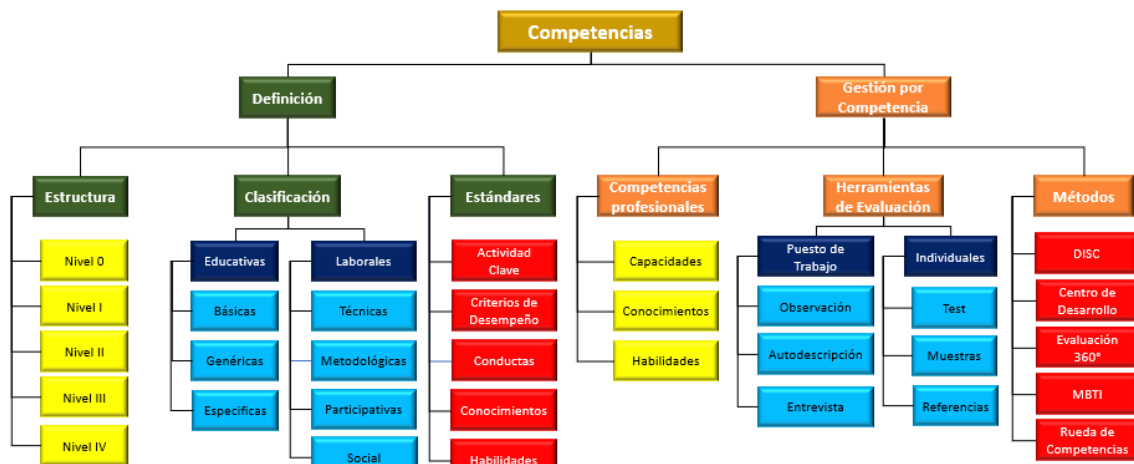 Competencias
Definición
Gestión por
Competencia
Estructura
Clasificación
Estándares
Competencias
profesionales
Herramientas
de Evaluación
Métodos
Nivel 0
Nivel I
Nivel II
Nivel III
Nivel IV
Educativas
Básicas
Genéricas
Especificas
Laborales
Técnicas
Metodológicas
Participativas
Social
Actividad
Clave
Criterios de
Desempeño
Conductas
Conocimientos
Habilidades
Capacidades
Conocimientos
Habilidades
Puesto de
Trabajo
Observación
Autodescripción
Entrevista
Individuales
Test
Muestras
Referencias
DISC
Centro de
Desarrollo
Evaluación
360°
MBTI
Rueda de
Competencias